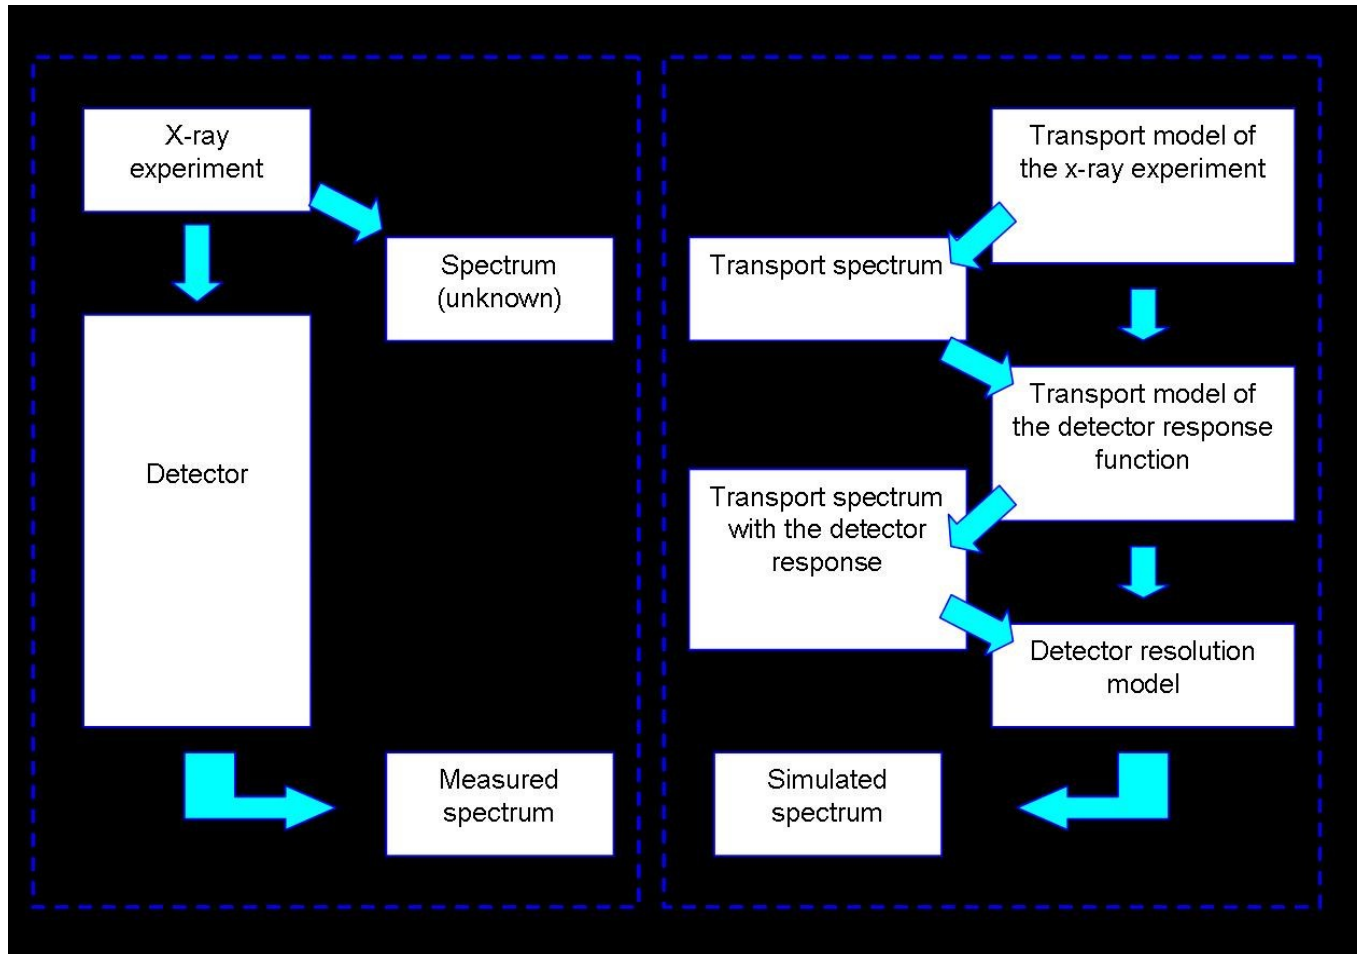 X-ray
experiment
Spectrum
(unknown)
Detector
Measured
spectrum
Transport model of
the x-ray experiment
Transport spectrum
Transport model of
the detector response
function
Transport spectrum
with the detector
response
Detector resolution
model
Simulated
spectrum